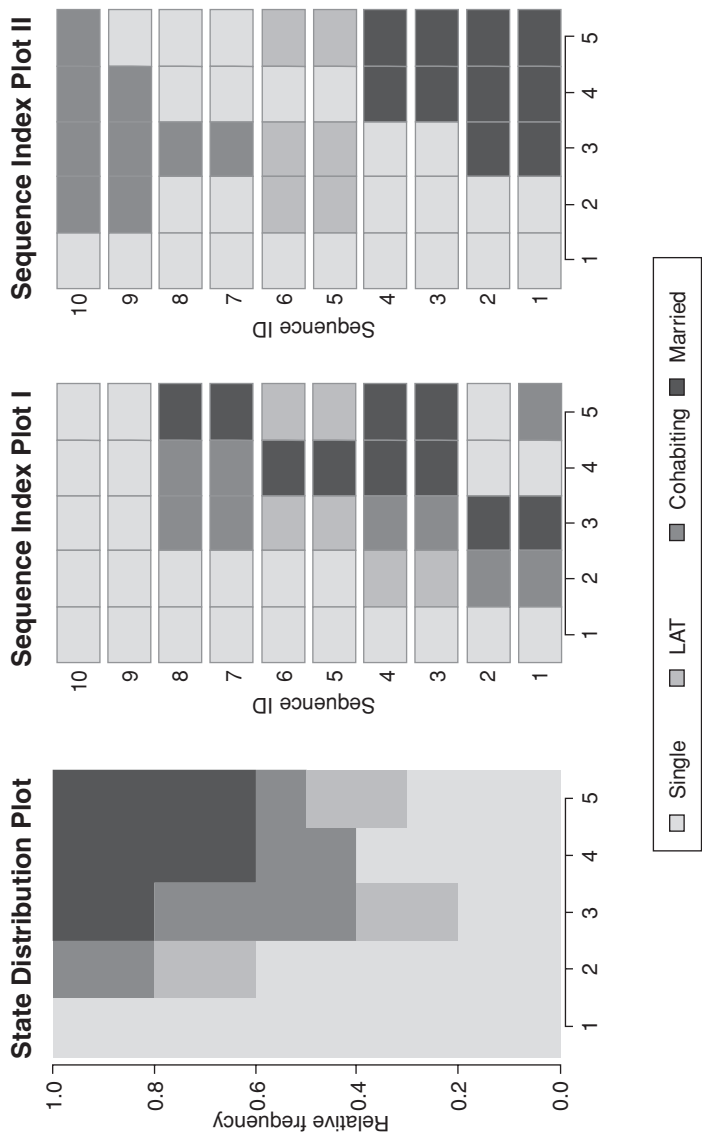 State Distribution Plot
Relative frequency
1.0
0.8
0.6
0.4
0.2
0.0
1 2 3 4 5
Sequence Index Plot I
Sequence ID
10
9
8
7
6
5
4
3
2
1
1 2 3 4 5
Sequence Index Plot II
Sequence ID
10
9
8
7
6
5
4
3
2
1
1 2 3 4 5
Single LAT Cohabiting Married